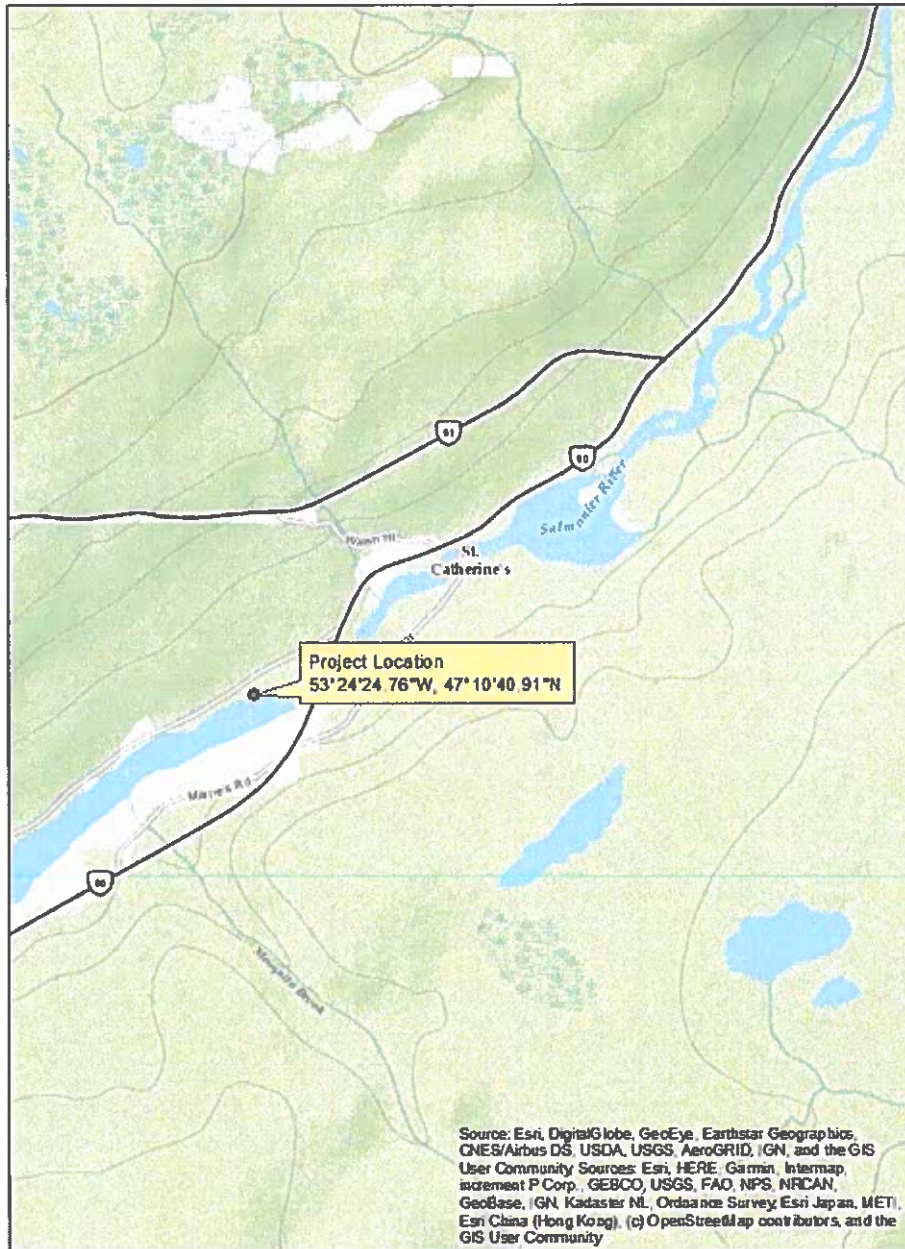 91
90
Salmonier River
St.
Catherine's
Project Location
53°24'24.76"W, 47°10'40.91"N
90
Source: Esri, DigitalGlobe, GeoEye, Earthstar Geographics,
CNES/Airbus DS, USDA, USGS, AeroGRID, IGN, and the GIS
User Community Sources: Esri, HERE, Garmin, Intermap,
increment P Corp., GEBCO, USGS, FAO, NPS, NRCAN,
GeoBase, IGN, Kadaster NL, Ordnance Survey, Esri Japan, METI,
Esri China (Hong Kong), (c) OpenStreetMap contributors, and the
GIS User Community